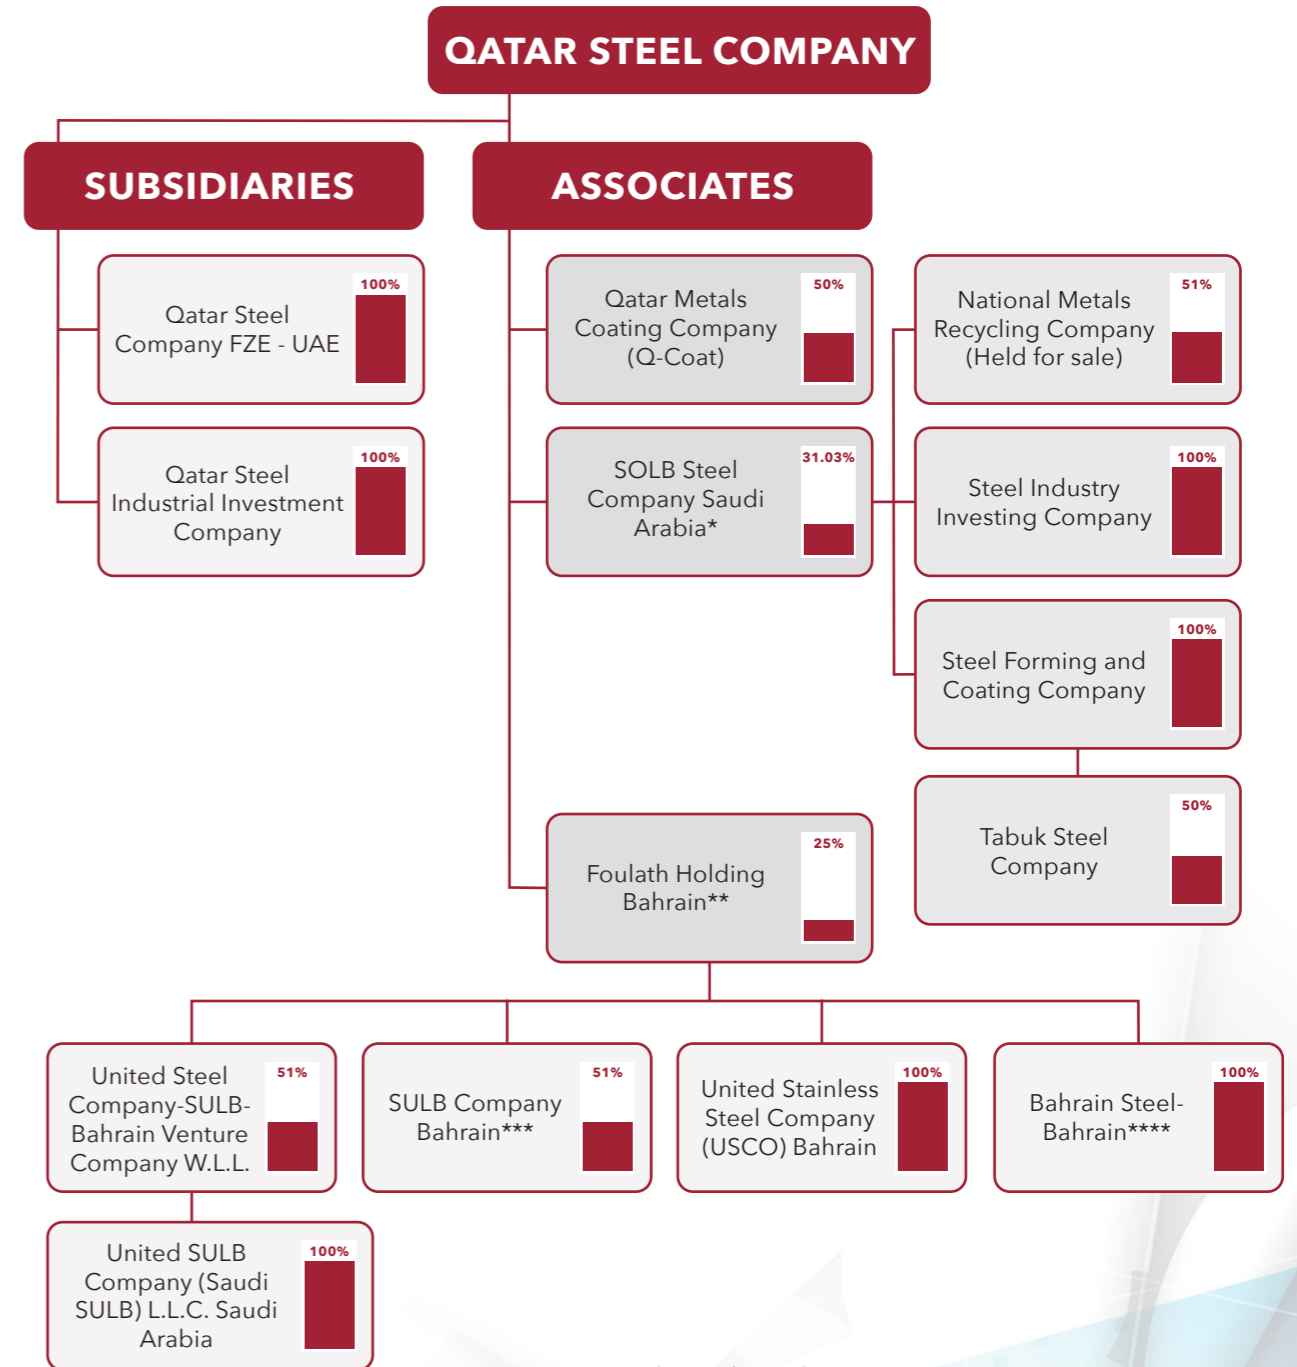 QATAR STEEL COMPANY
SUBSIDIARIES
ASSOCIATES
Qatar Steel
Company FZE - UAE
100%
Qatar Steel
Industrial Investment
Company
100%
Qatar Metals
Coating Company
(Q-Coat)
50%
SOLB Steel
Company Saudi
Arabia*
31.03%
National Metals
Recycling Company
(Held for sale)
51%
Steel Industry
Investing Company
100%
Steel Forming and
Coating Company
100%
Tabuk Steel
Company
50%
Foulath Holding
Bahrain**
25%
United Steel
Company-SULB-
Bahrain Venture
Company W.L.L.
51%
SULB Company
Bahrain***
51%
United Stainless
Steel Company
(USCO) Bahrain
100%
Bahrain Steel-
Bahrain****
100%
United SULB
Company (Saudi
SULB) L.L.C. Saudi
Arabia
100%